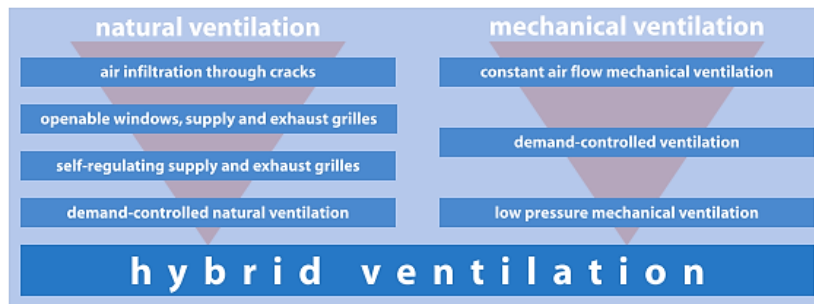 natural ventilation
air infiltration through cracks
openable windows, supply and exhaust grilles
self-regulating supply and exhaust grilles
demand-controlled natural ventilation
mechanical ventilation
constant air flow mechanical ventilation
demand-controlled ventilation
low pressure mechanical ventilation
hybrid ventilation